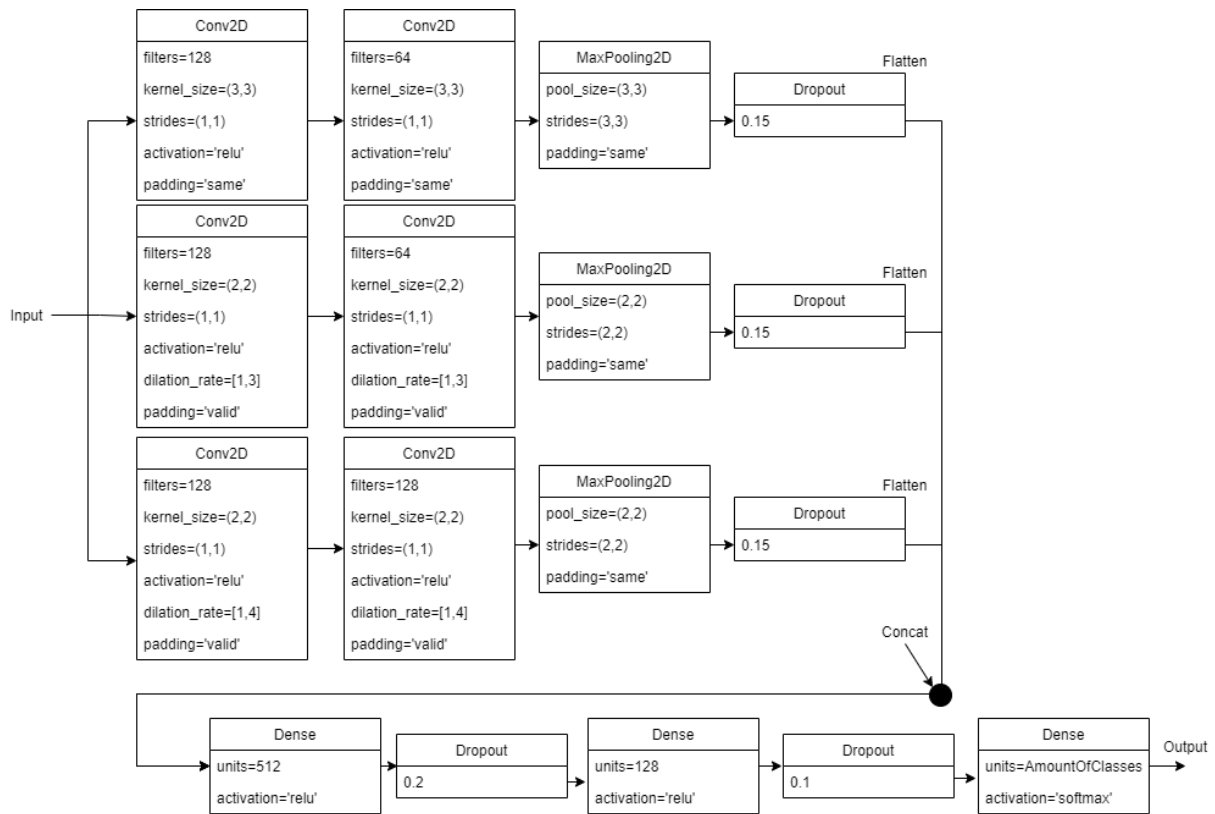 Conv2D
filters=128
kernel_size=(3,3)
strides=(1,1)
activation='relu'
padding='same'
Conv2D
filters=64
kernel_size=(3,3)
strides=(1,1)
activation='relu'
padding='same'
MaxPooling2D
pool_size=(3,3)
strides=(3,3)
padding='same'
Flatten
Dropout
0.15
Input
Conv2D
filters=128
kernel_size=(2,2)
strides=(1,1)
activation='relu'
dilation_rate=[1,3]
padding='valid'
Conv2D
filters=64
kernel_size=(2,2)
strides=(1,1)
activation='relu'
dilation_rate=[1,3]
padding='valid'
MaxPooling2D
pool_size=(2,2)
strides=(2,2)
padding='same'
Flatten
Dropout
0.15
Conv2D
filters=128
kernel_size=(2,2)
strides=(1,1)
activation='relu'
dilation_rate=[1,4]
padding='valid'
Conv2D
filters=128
kernel_size=(2,2)
strides=(1,1)
activation='relu'
dilation_rate=[1,4]
padding='valid'
MaxPooling2D
pool_size=(2,2)
strides=(2,2)
padding='same'
Flatten
Dropout
0.15
Concat
Dense
units=512
activation='relu'
Dropout
0.2
Dense
units=128
activation='relu'
Dropout
0.1
Dense
units=AmountOfClasses
activation='softmax'
Output